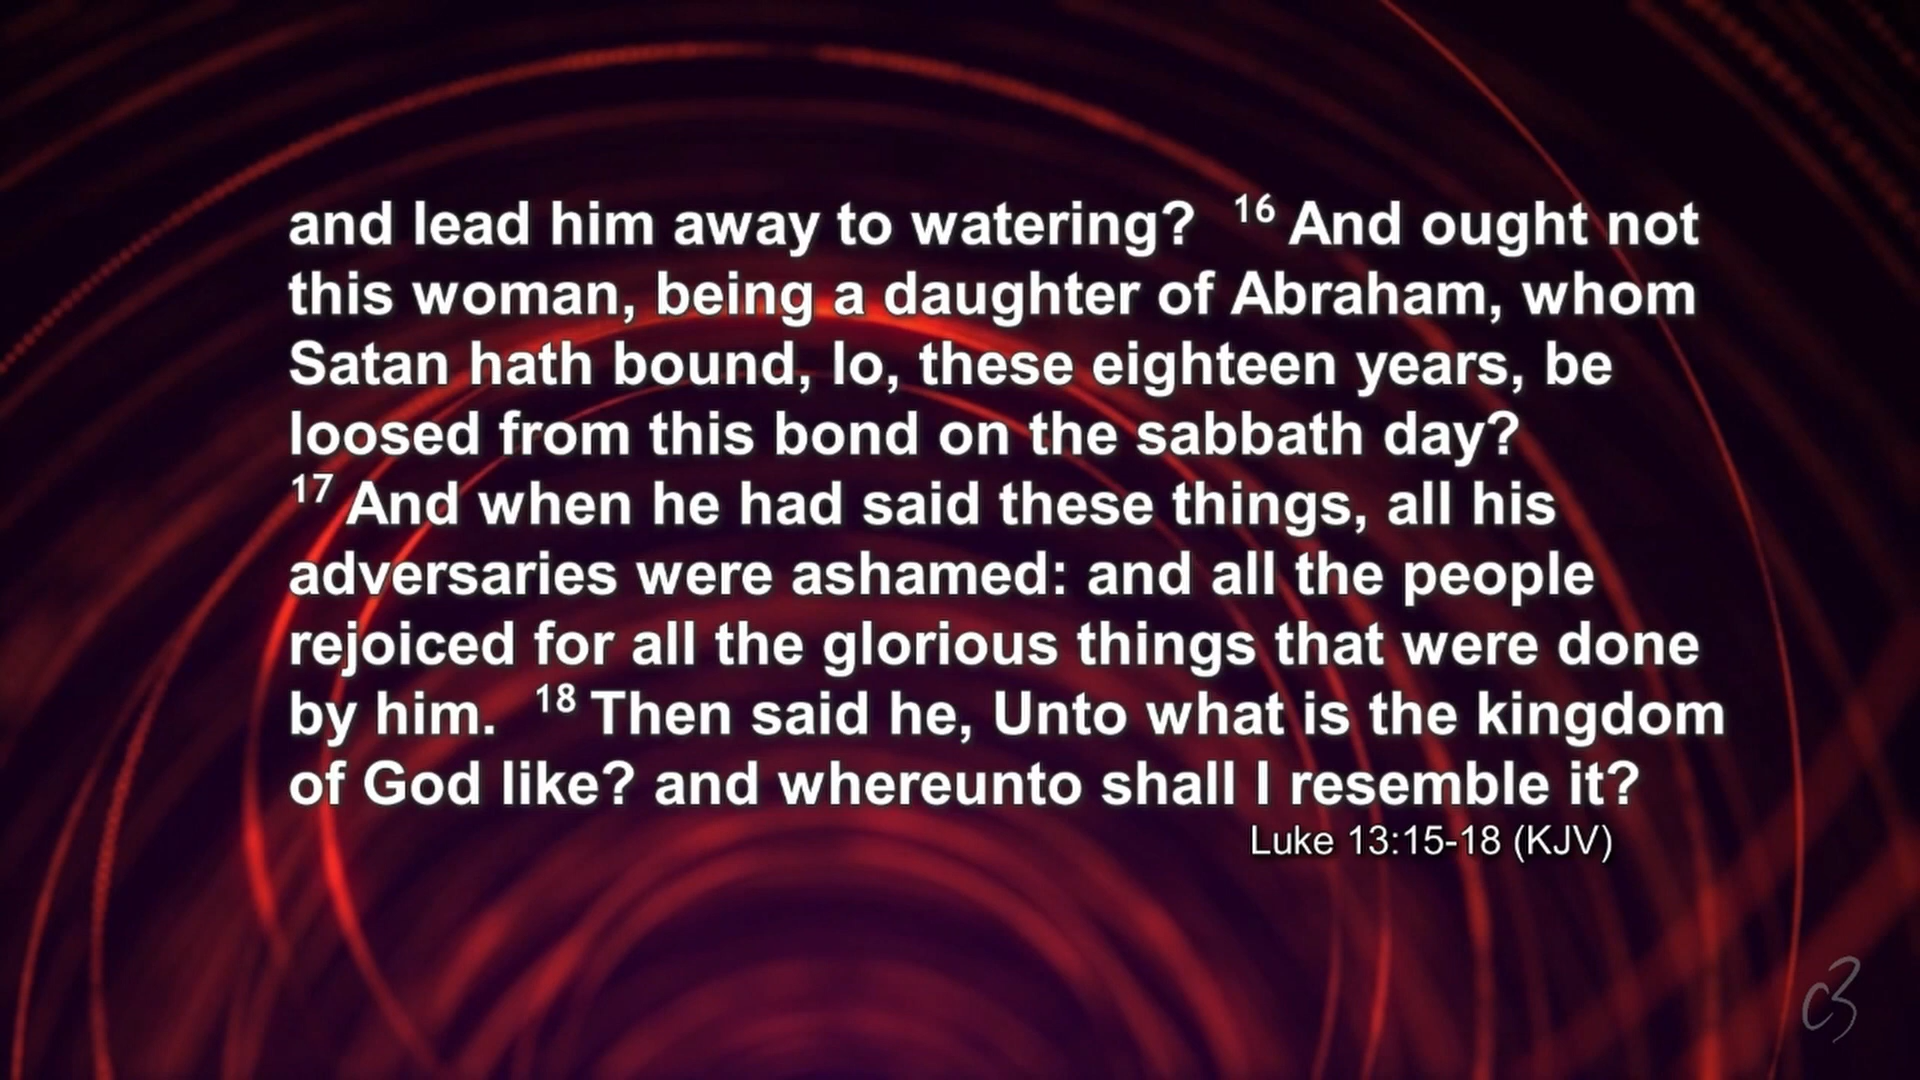 and lead him away to watering? 16 And ought not
this woman, being a daughter of Abraham, whom
Satan hath bound, lo, these eighteen years, be
loosed from this bond on the sabbath day?
17 And when he had said these things, all his
adversaries were ashamed: and all the people
rejoiced for all the glorious things that were done
by him. 18 Then said he, Unto what is the kingdom
of God like? and whereunto shall I resemble it?
Luke 13:15-18 (KJV)
c3